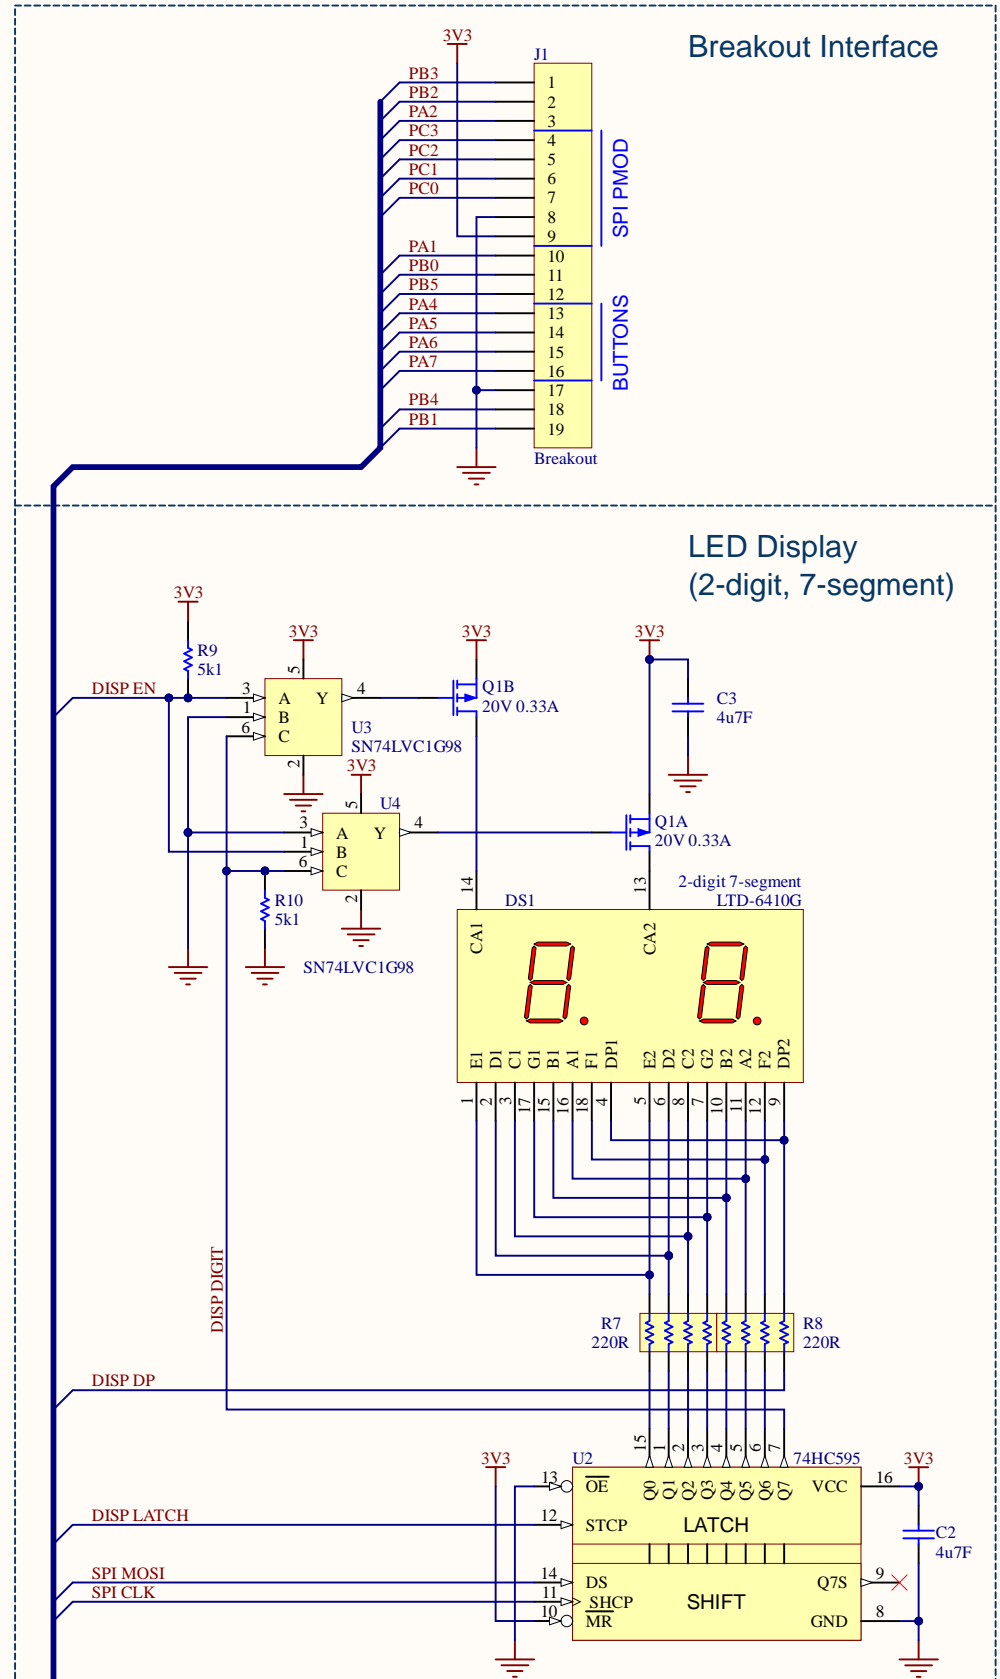 Breakout Interface
3V3
J1
PB3 1
PB2 2
PA2 3
PC3 4
PC2 5
PC1 6
PC0 7
8
9
SPI PMOD
PA1 10
PB0 11
PB5 12
PA4 13
PA5 14
PA6 15
PA7 16
BUTTONS
17
PB4 18
PB1 19
Breakout
LED Display
(2-digit, 7-segment)
3V3
R9
5k1
3V3
3V3
3V3
DISP EN
3 A Y 4
1 B
6 C
5
2
U3
SN74LVC1G98
Q1B
20V 0.33A
C3
4u7F
3V3
U4
5
3 A Y 4
1 B
6 C
2
Q1A
20V 0.33A
R10
5k1
SN74LVC1G98
14
13
2-digit 7-segment
DS1
LTD-6410G
CA1
CA2
E1 D1 C1 G1 B1 A1 F1 DP1 E2 D2 C2 G2 B2 A2 F2 DP2
1 2 3 17 15 16 18 4 5 6 8 7 10 11 12 9
DISP DIGIT
R7
220R
R8
220R
DISP DP
15 1 2 3 4 5 6 7
3V3
U2
74HC595
3V3
13 OE
Q0 Q1 Q2 Q3 Q4 Q5 Q6 Q7
VCC 16
DISP LATCH
12 STCP
LATCH
C2
4u7F
SPI MOSI
14 DS
Q7S 9
SPI CLK
11 SHCP
SHIFT
10 MR
GND 8